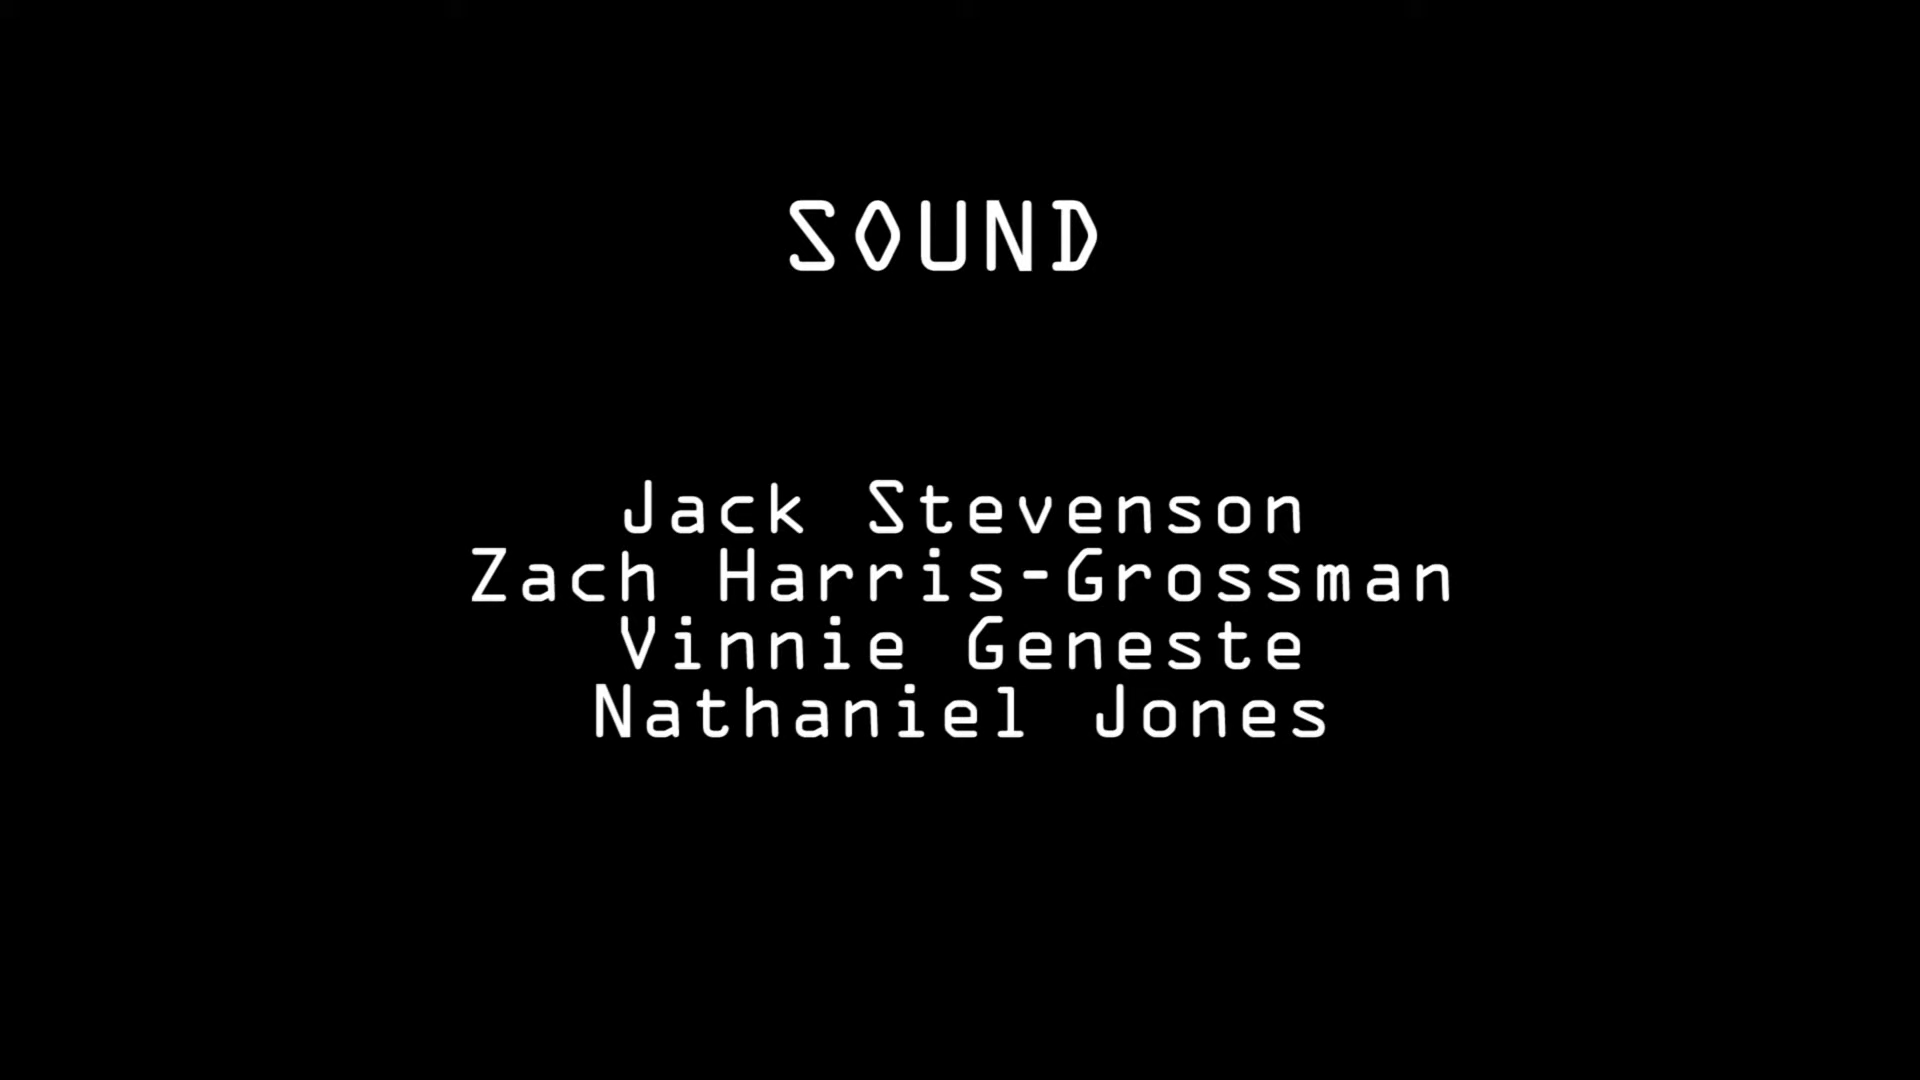 SOUND
Jack Stevenson
Zach Harris-Grossman
Vinnie Geneste
Nathaniel Jones